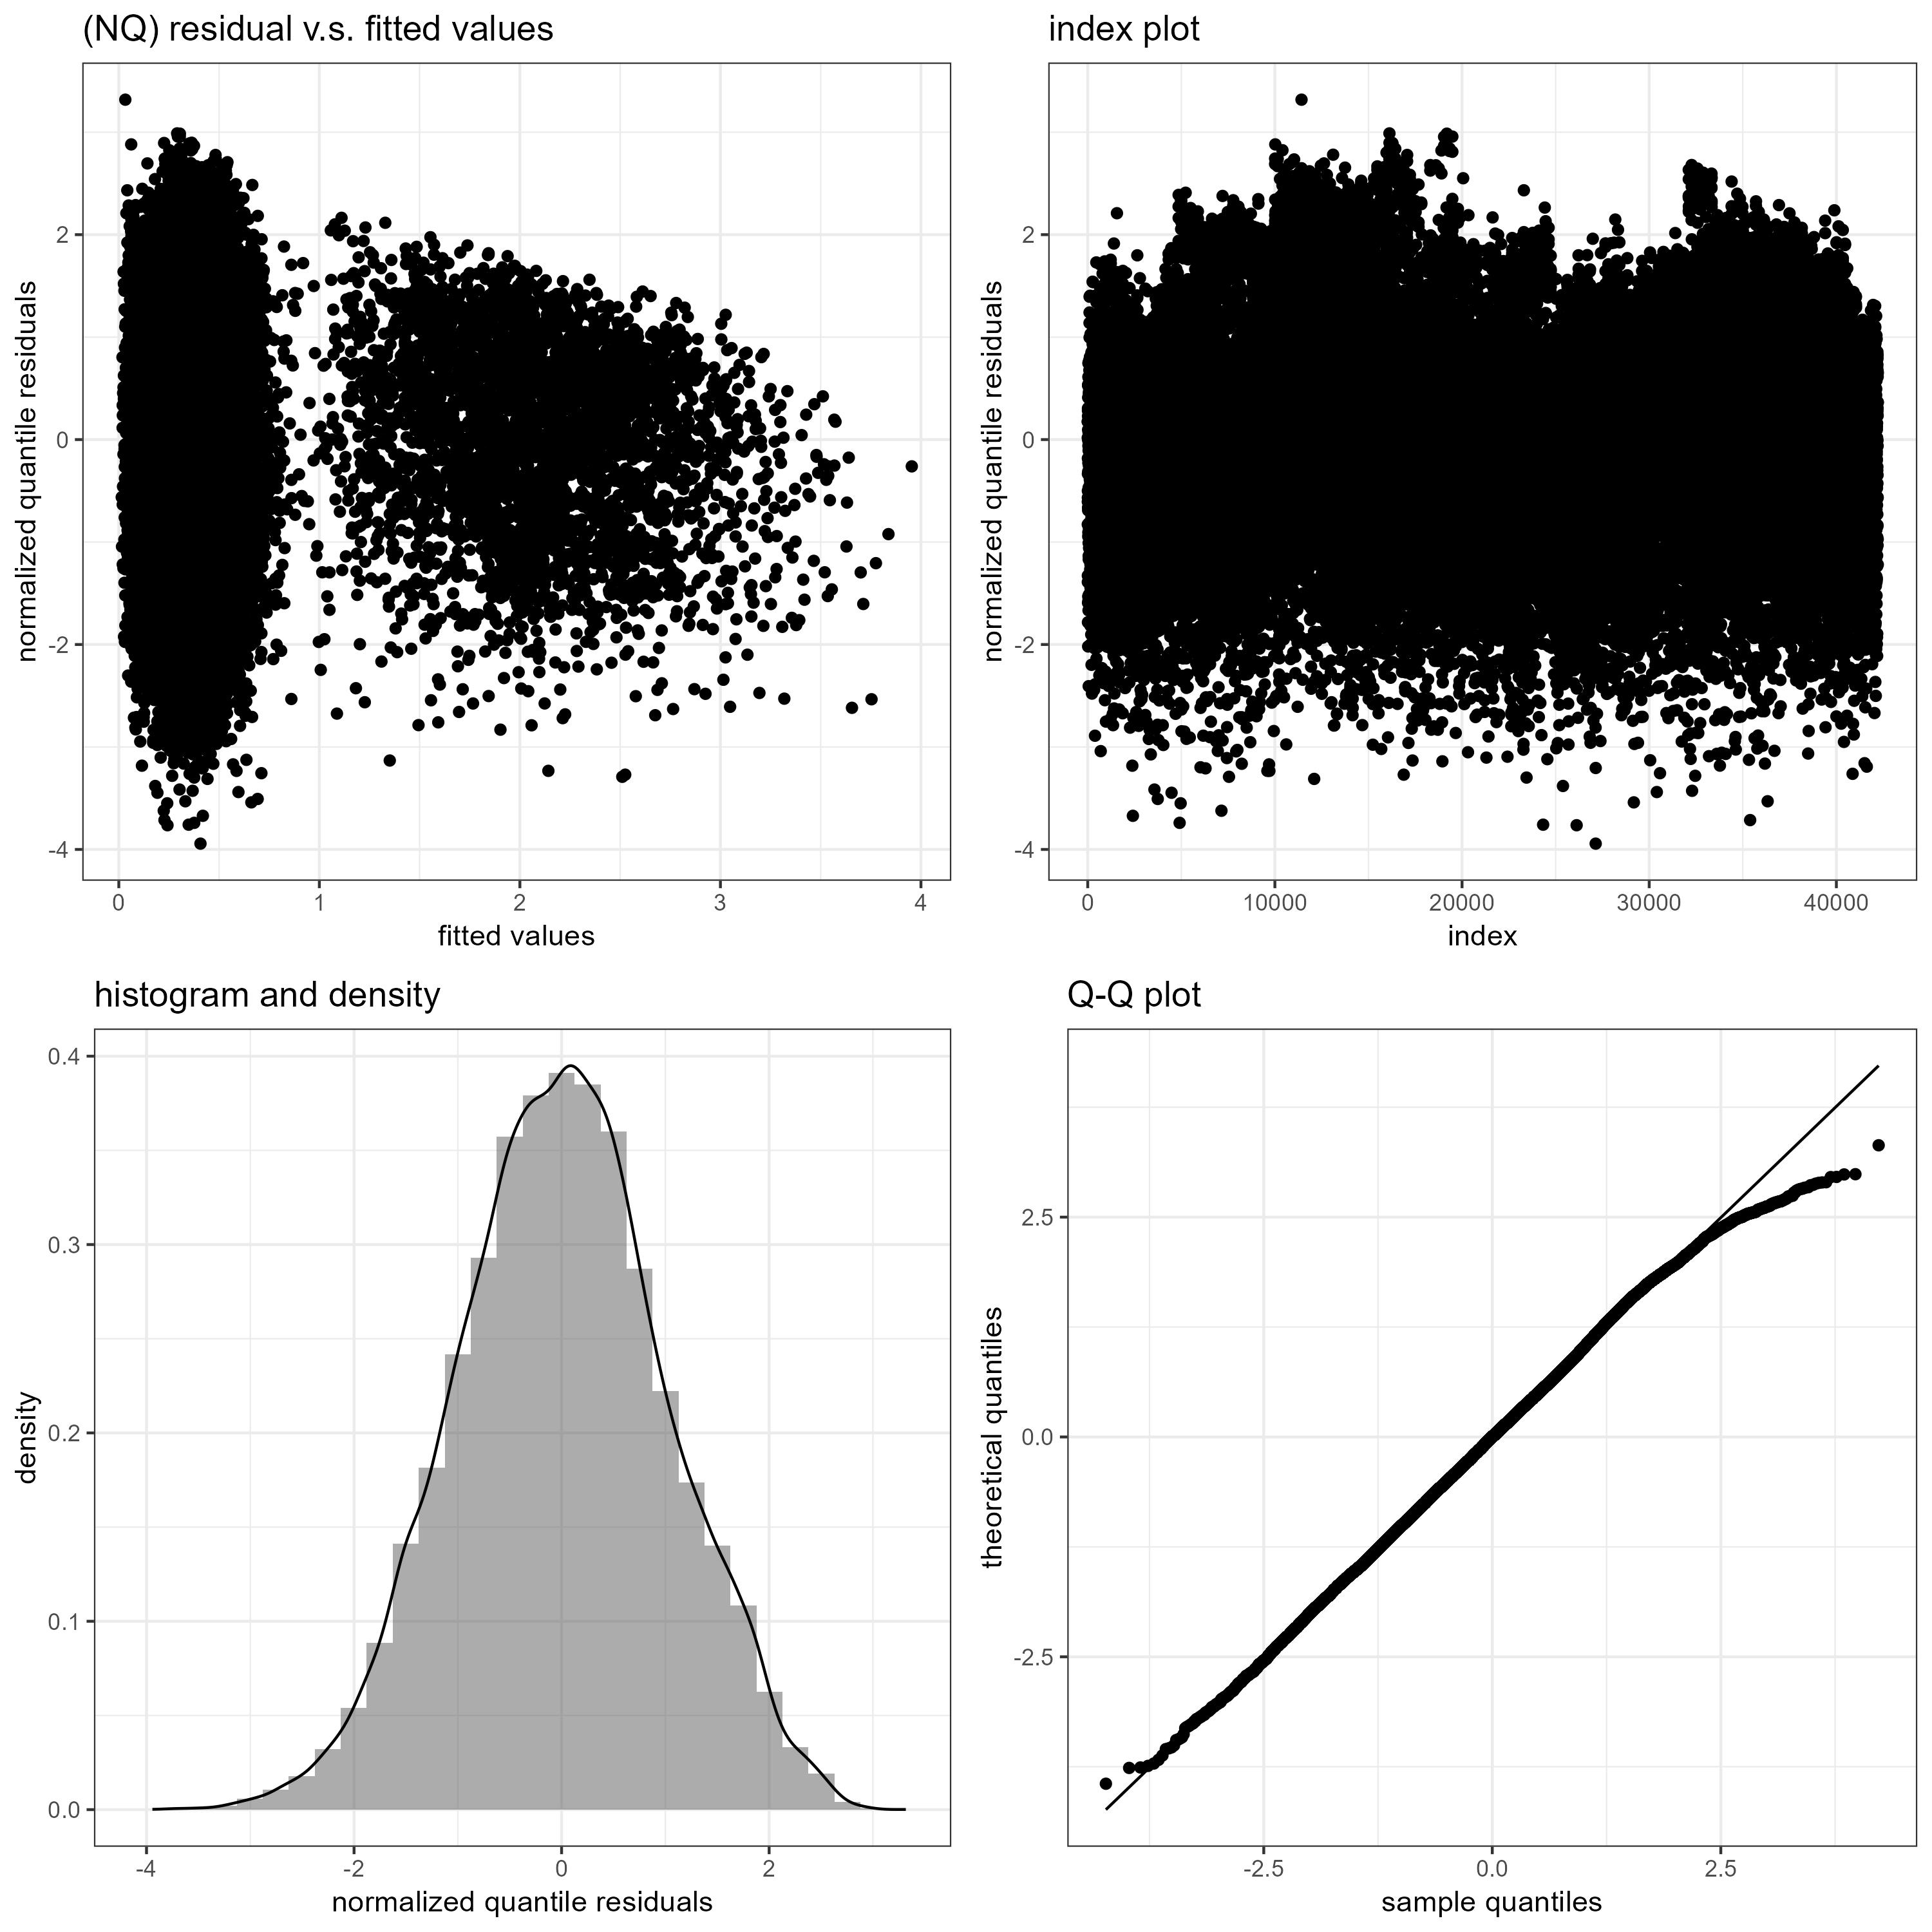 (NQ) residual v.s. fitted values
normalized quantile residuals
2
0
-2
-4
0 1 2 3 4
fitted values
index plot
normalized quantile residuals
2
0
-2
-4
0 10000 20000 30000 40000
index
histogram and density
density
0.4
0.3
0.2
0.1
0.0
-4 -2 0 2
normalized quantile residuals
Q-Q plot
theoretical quantiles
2.5
0.0
-2.5
-2.5 0.0 2.5
sample quantiles